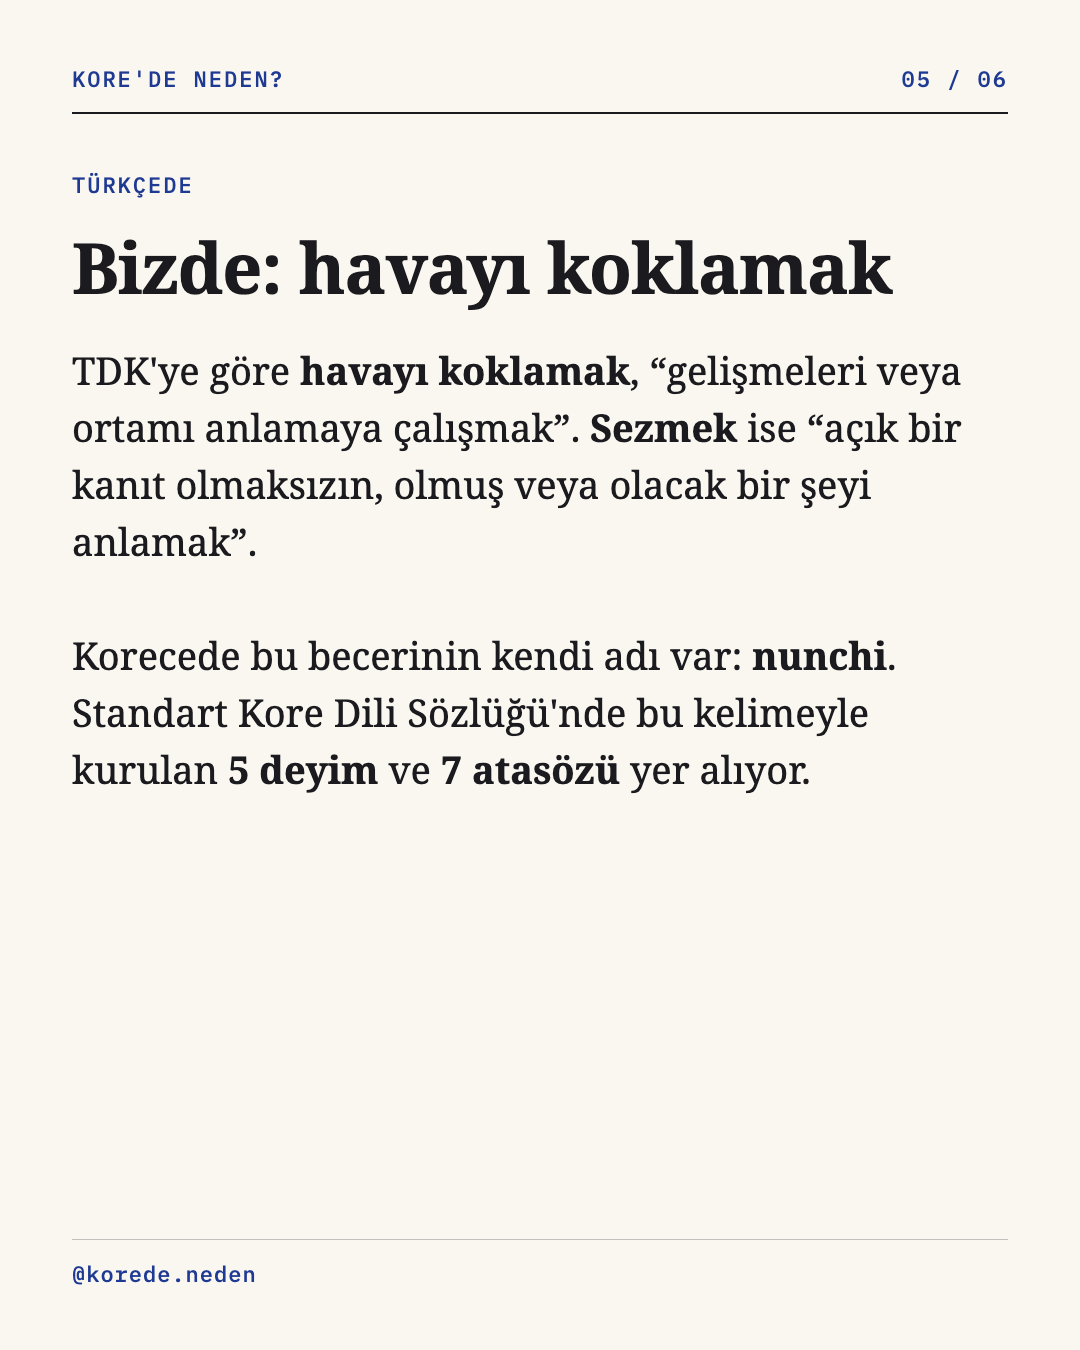 KORE'DE NEDEN?
05 / 06
TÜRKÇEDE
Bizde: havayı koklamak
TDK'ye göre havayı koklamak, “gelişmeleri veya
ortamı anlamaya çalışmak”. Sezmek ise “açık bir
kanıt olmaksızın, olmuş veya olacak bir şeyi
anlamak”.
Korecede bu becerinin kendi adı var: nunchi.
Standart Kore Dili Sözlüğü'nde bu kelimeyle
kurulan 5 deyim ve 7 atasözü yer alıyor.
@korede.neden